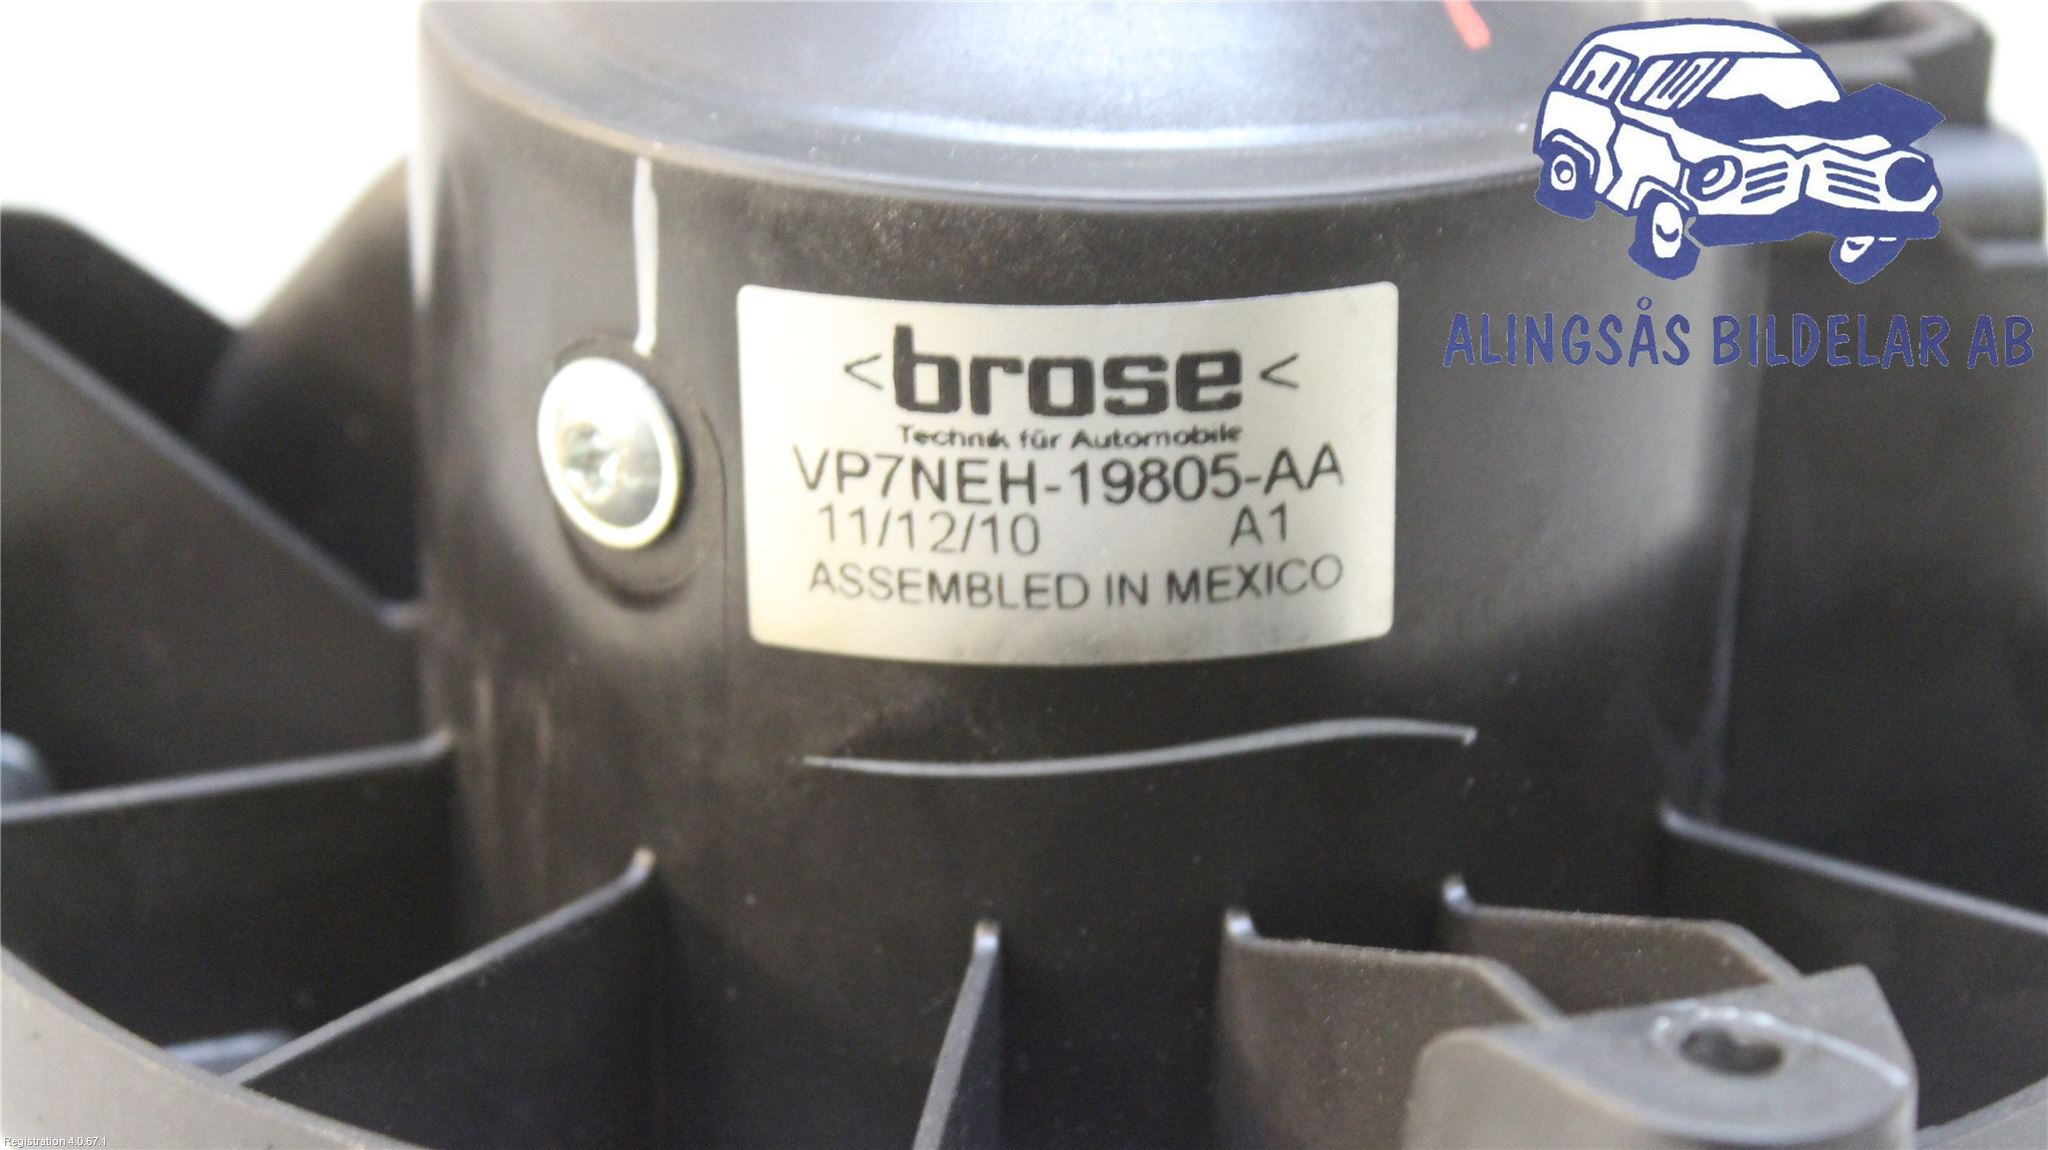 ALINGSÅS BILDELAR AB
<brose<
Technik für Automobile
VP7NEH-19805-AA
11/12/10 A1
ASSEMBLED IN MEXICO
Registration 4.0.67.1